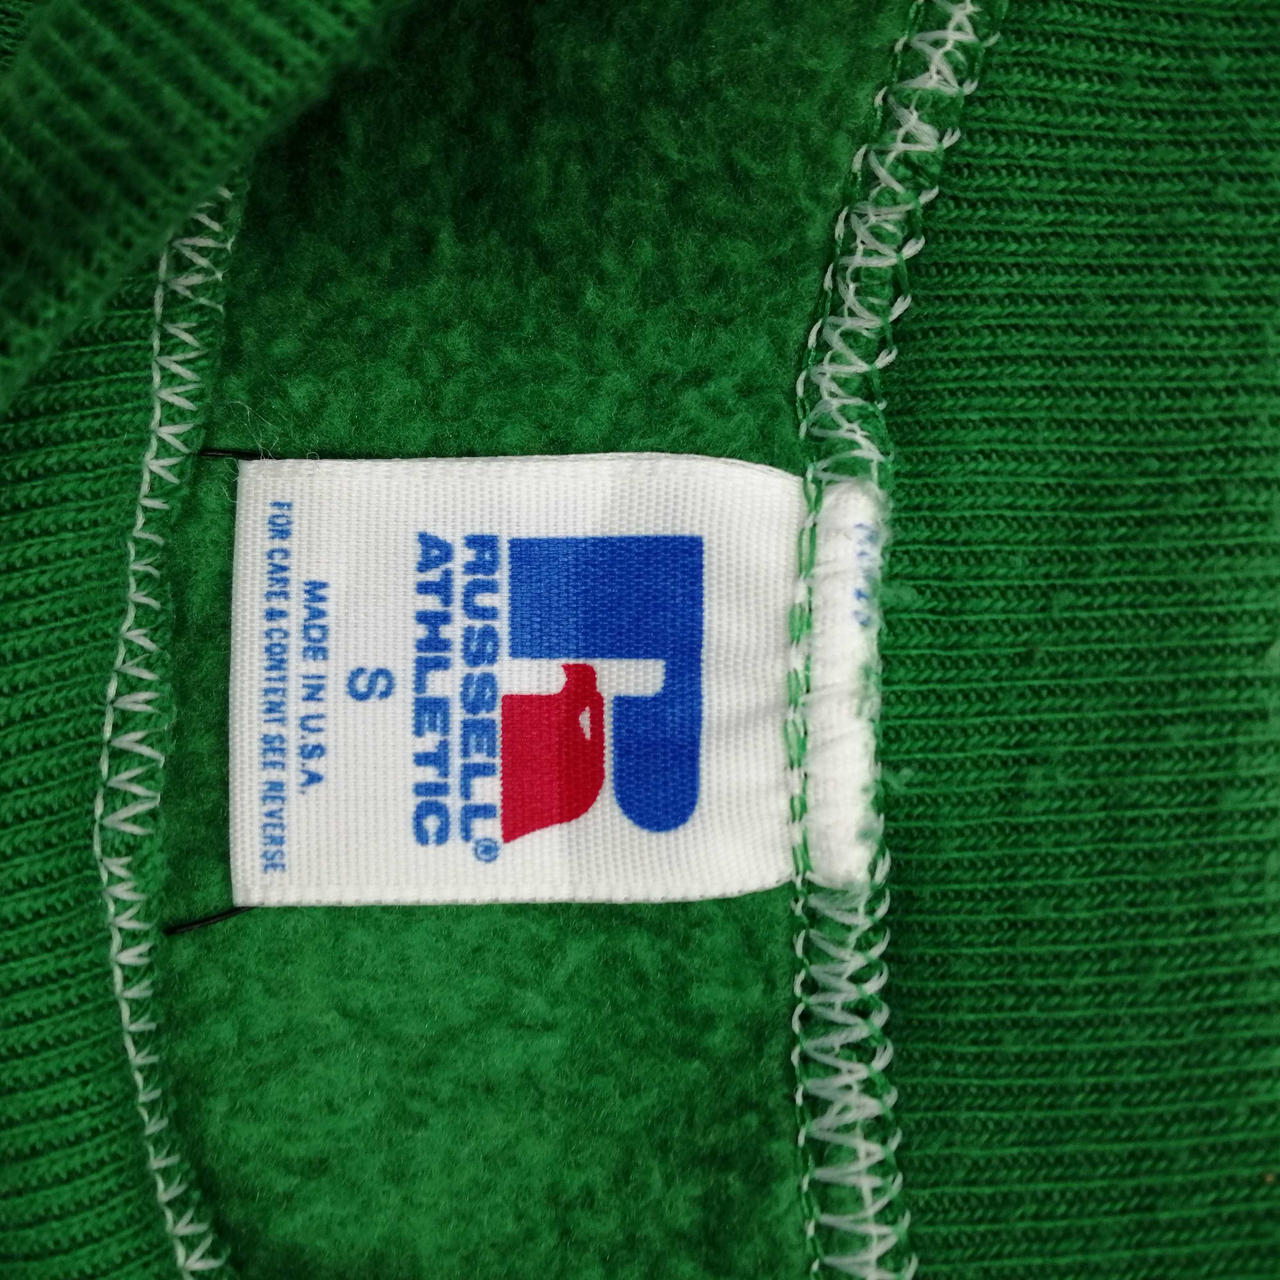 RUSSELL®
ATHLETIC
S
MADE IN U.S.A.
FOR CARE & CONTENT SEE REVERSE